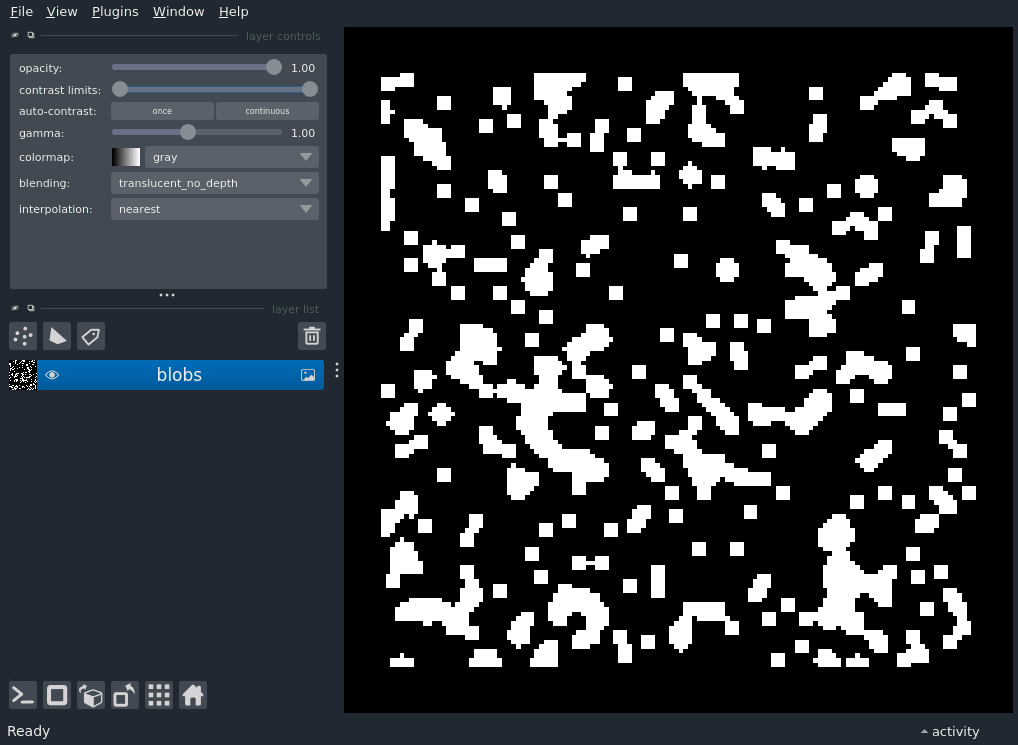 File View Plugins Window Help
layer controls
opacity: 1.00
contrast limits:
auto-contrast: once continuous
gamma: 1.00
colormap: gray
blending: translucent_no_depth
interpolation: nearest
layer list
blobs
Ready
activity